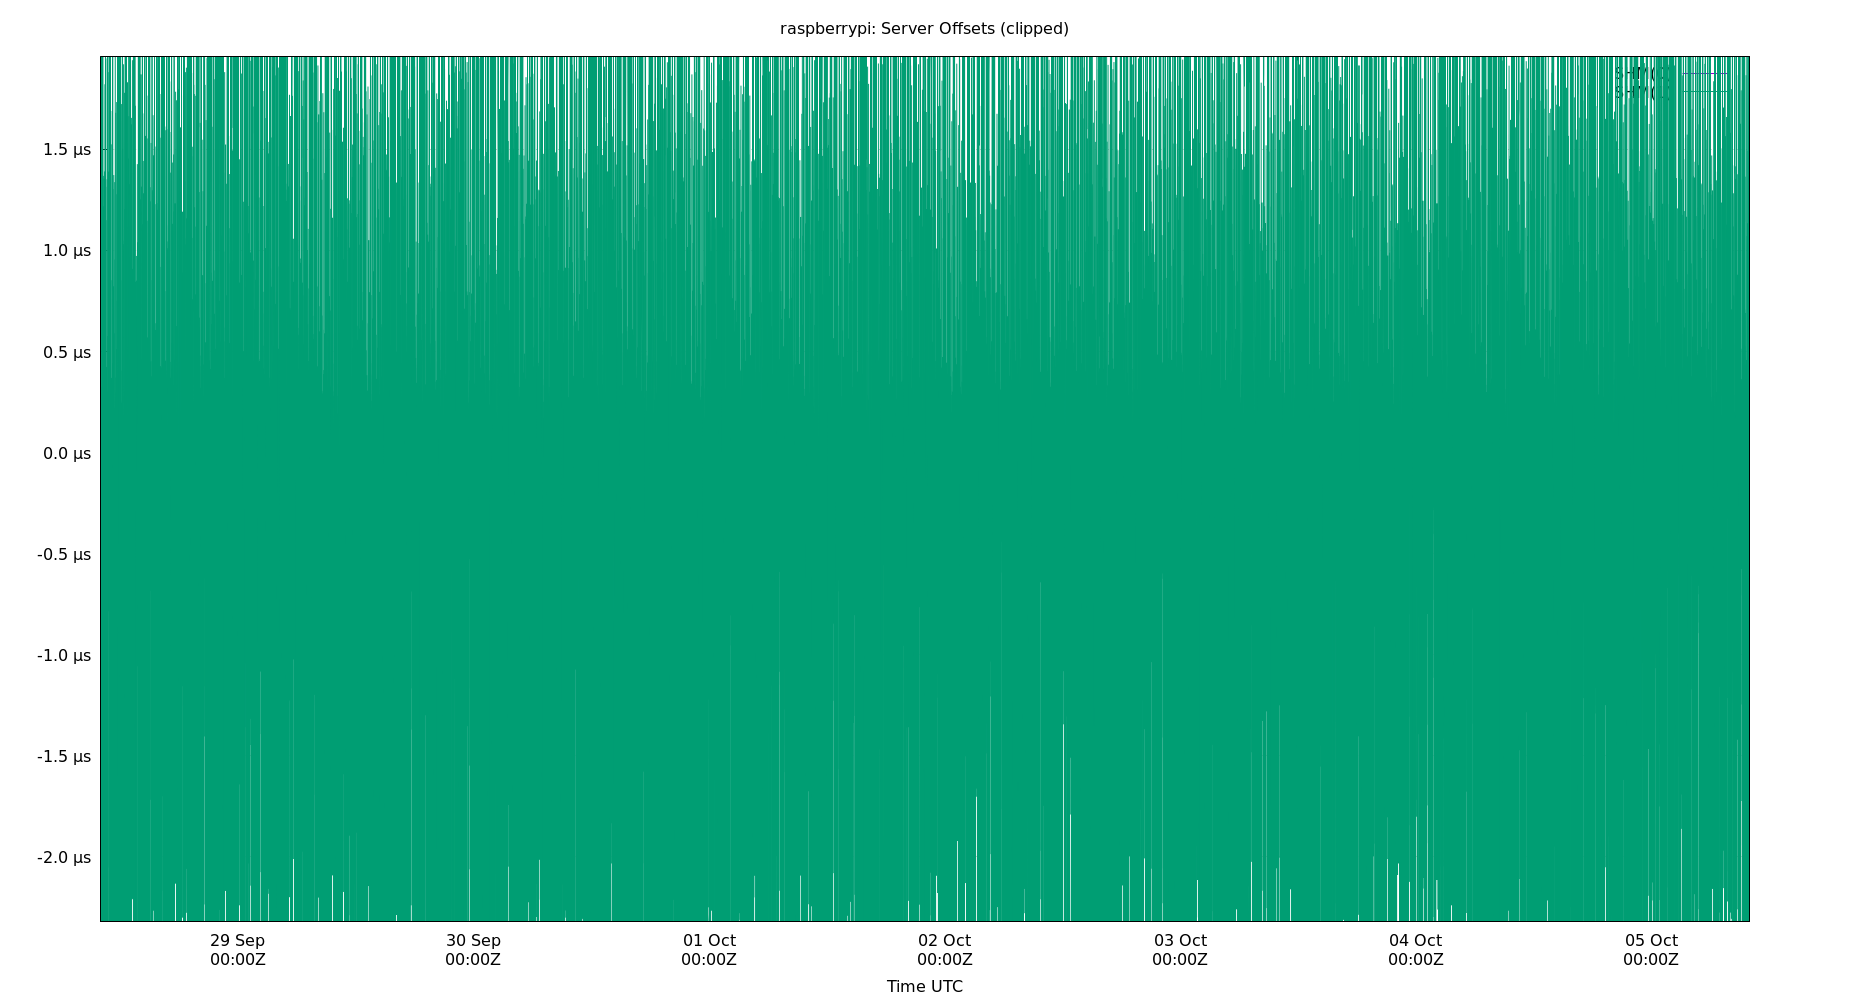 raspberrypi: Server Offsets (clipped)
1.5 µs
1.0 µs
0.5 µs
0.0 µs
-0.5 µs
-1.0 µs
-1.5 µs
-2.0 µs
29 Sep
00:00Z
30 Sep
00:00Z
01 Oct
00:00Z
02 Oct
00:00Z
03 Oct
00:00Z
04 Oct
00:00Z
05 Oct
00:00Z
Time UTC